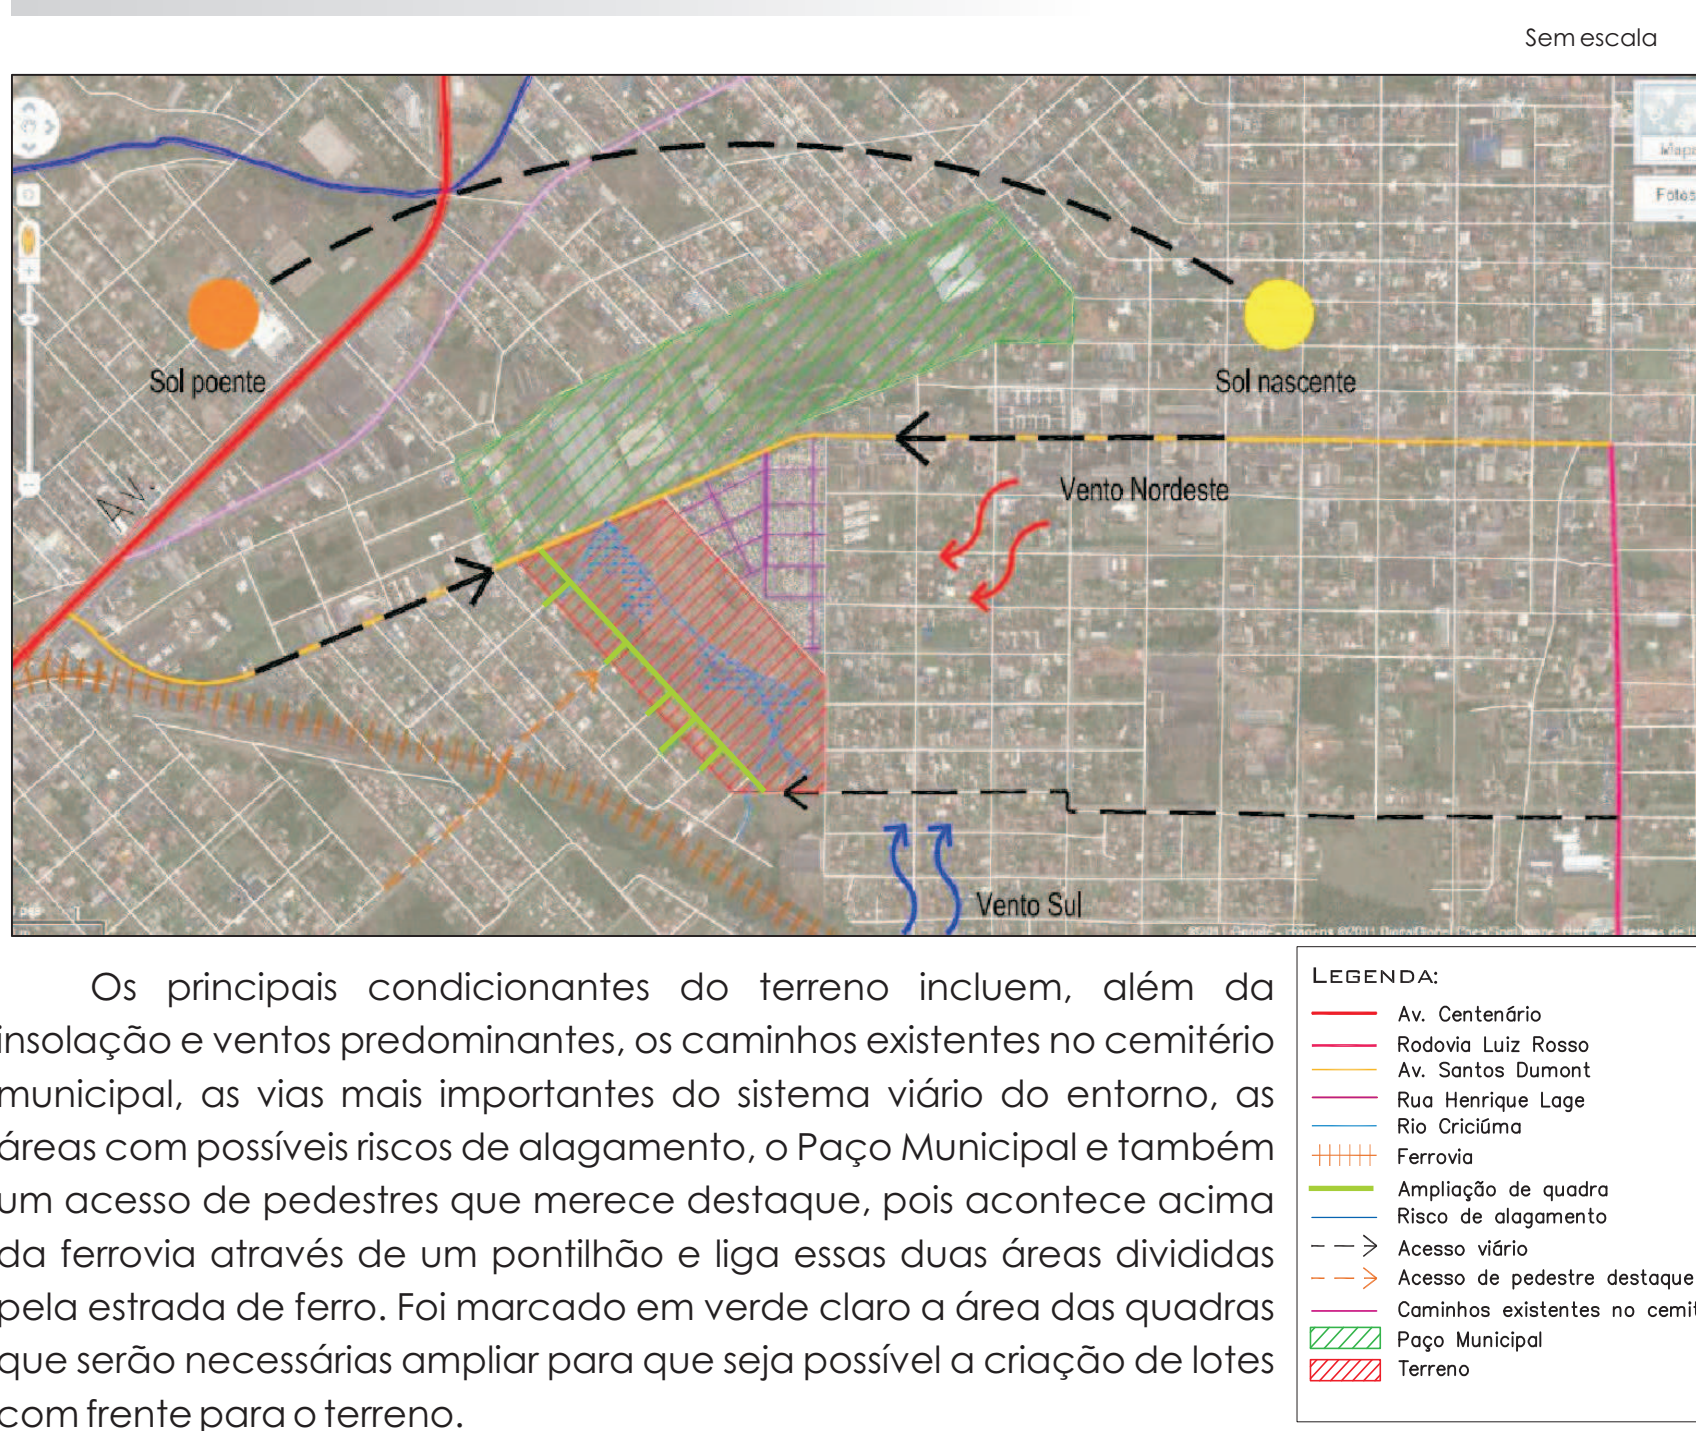 Sem escala
Mapa
Fotos
Sol poente
Sol nascente
Av.
Vento Nordeste
Vento Sul
Os principais condicionantes do terreno incluem, além da
insolação e ventos predominantes, os caminhos existentes no cemitério
municipal, as vias mais importantes do sistema viário do entorno, as
áreas com possíveis riscos de alagamento, o Paço Municipal e também
um acesso de pedestres que merece destaque, pois acontece acima
da ferrovia através de um pontilhão e liga essas duas áreas divididas
pela estrada de ferro. Foi marcado em verde claro a área das quadras
que serão necessárias ampliar para que seja possível a criação de lotes
com frente para o terreno.
LEGENDA:
Av. Centenário
Rodovia Luiz Rosso
Av. Santos Dumont
Rua Henrique Lage
Rio Criciúma
Ferrovia
Ampliação de quadra
Risco de alagamento
Acesso viário
Acesso de pedestre destaque
Caminhos existentes no cemit
Paço Municipal
Terreno